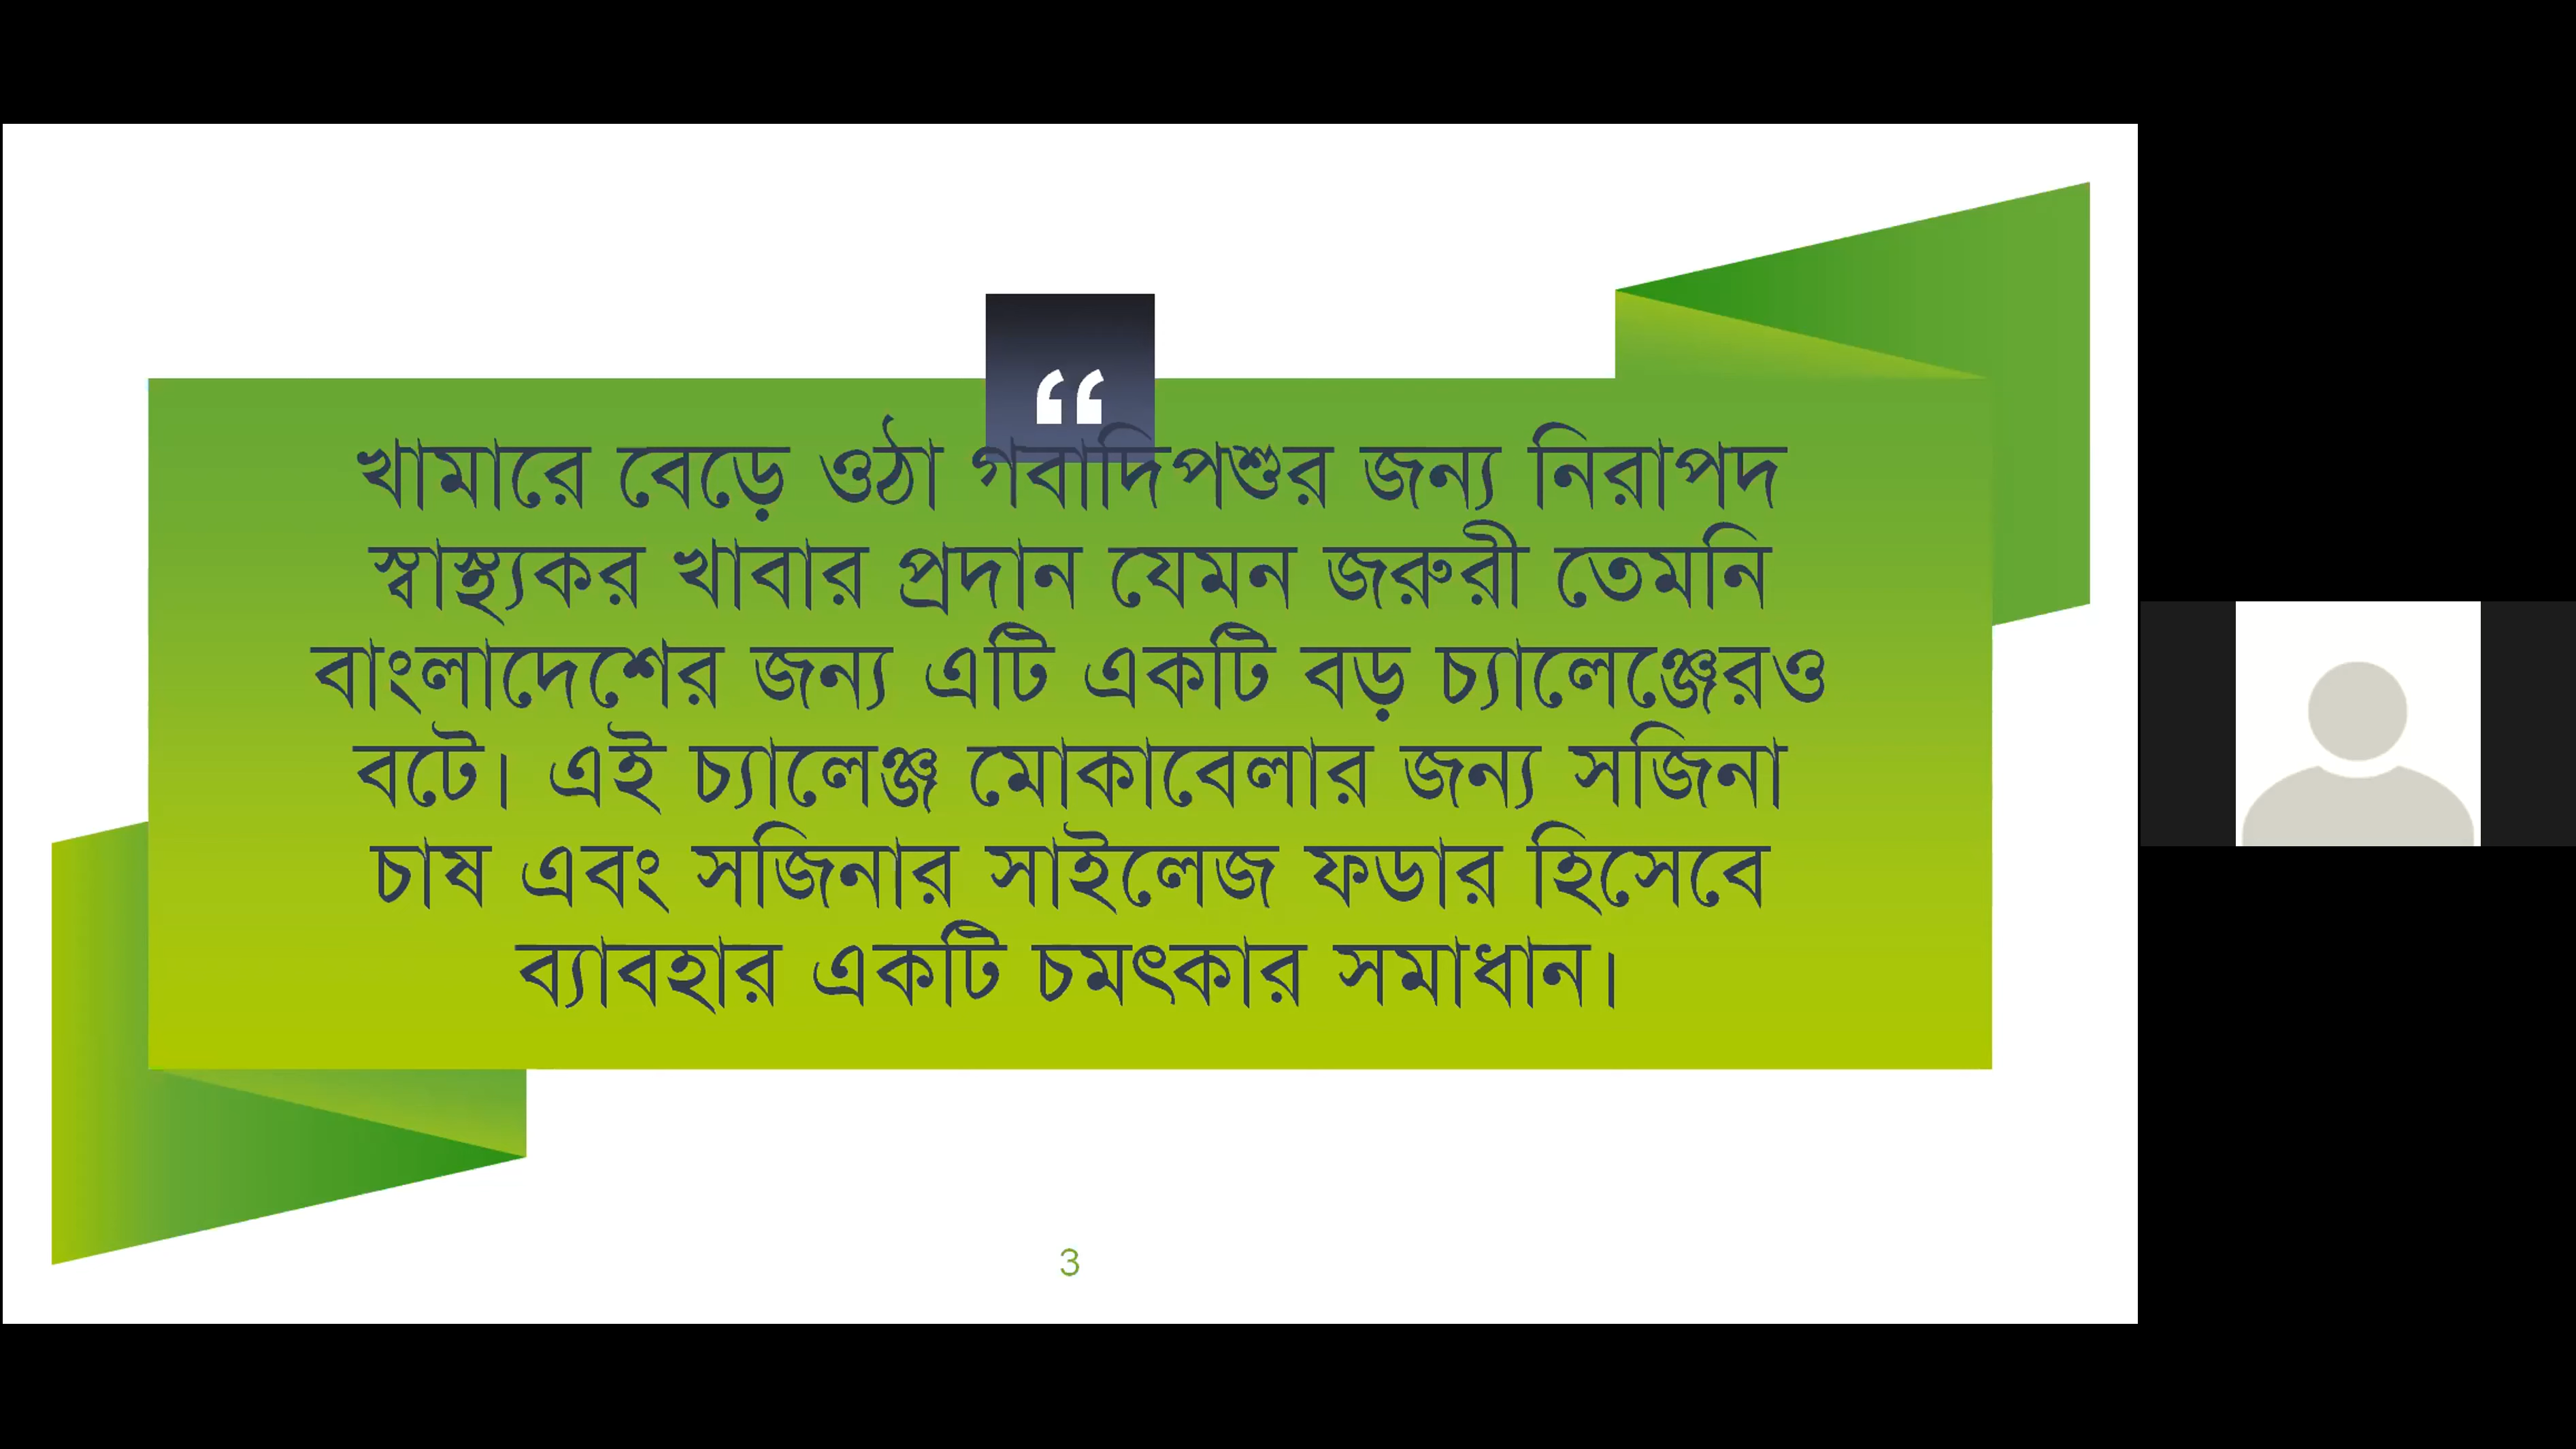 “
খামারে বেড়ে ওঠা গবাদিপশুর জন্য নিরাপদ
স্বাস্থ্যকর খাবার প্রদান যেমন জরুরী তেমনি
বাংলাদেশের জন্য এটি একটি বড় চ্যালেঞ্জেরও
বটে। এই চ্যালেঞ্জ মোকাবেলার জন্য সজিনা
চাষ এবং সজিনার সাইলেজ ফডার হিসেবে
ব্যাবহার একটি চমৎকার সমাধান।
3